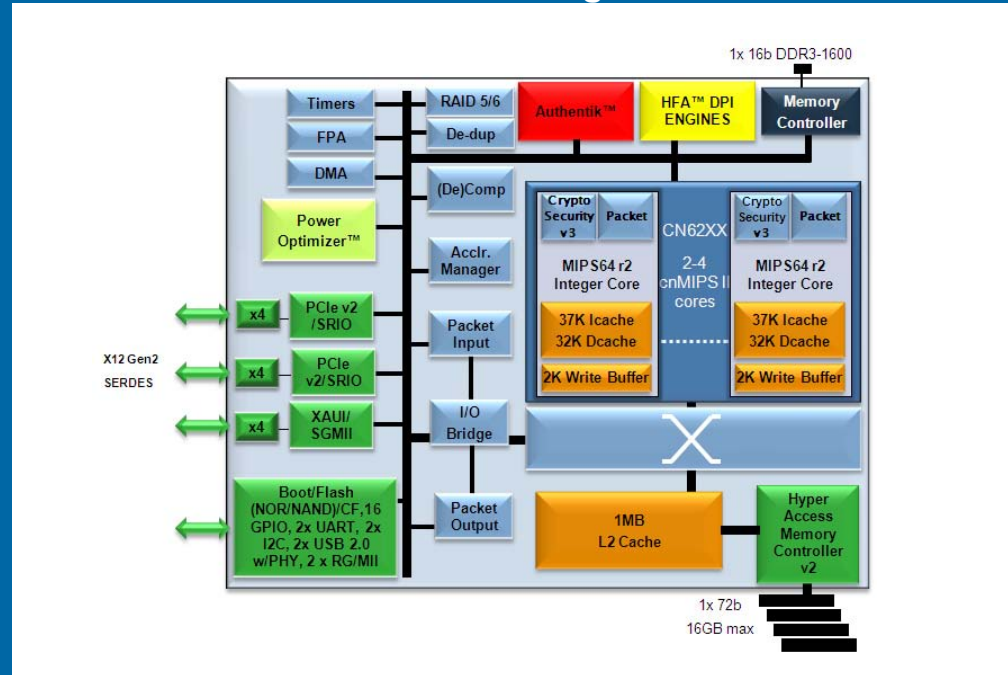 1x 16b DDR3-1600
Timers
FPA
DMA
RAID 5/6
De-dup
Authentik™
HFA™ DPI
ENGINES
Memory
Controller
Power
Optimizer™
(De)Comp
Acclr.
Manager
Crypto
Security
v3
Packet
MIPS64 r2
Integer Core
37K Icache
32K Dcache
2K Write Buffer
CN62XX
2-4
cnMIPS II
cores
Crypto
Security
v3
Packet
MIPS64 r2
Integer Core
37K Icache
32K Dcache
2K Write Buffer
X12 Gen2
SERDES
x4
PCIe v2
/SRIO
x4
PCIe
v2/SRIO
x4
XAUI/
SGMII
Packet
Input
I/O
Bridge
Packet
Output
Boot/Flash
(NOR/NAND)/CF,16
GPIO, 2x UART, 2x
I2C, 2x USB 2.0
w/PHY, 2 x RG/MII
1MB
L2 Cache
Hyper
Access
Memory
Controller
v2
1x 72b
16GB max